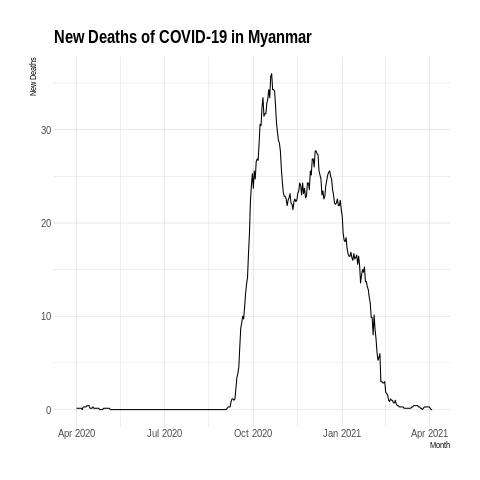 New Deaths of COVID-19 in Myanmar
New Deaths
30
20
10
0
Apr 2020 Jul 2020 Oct 2020 Jan 2021 Apr 2021
Month